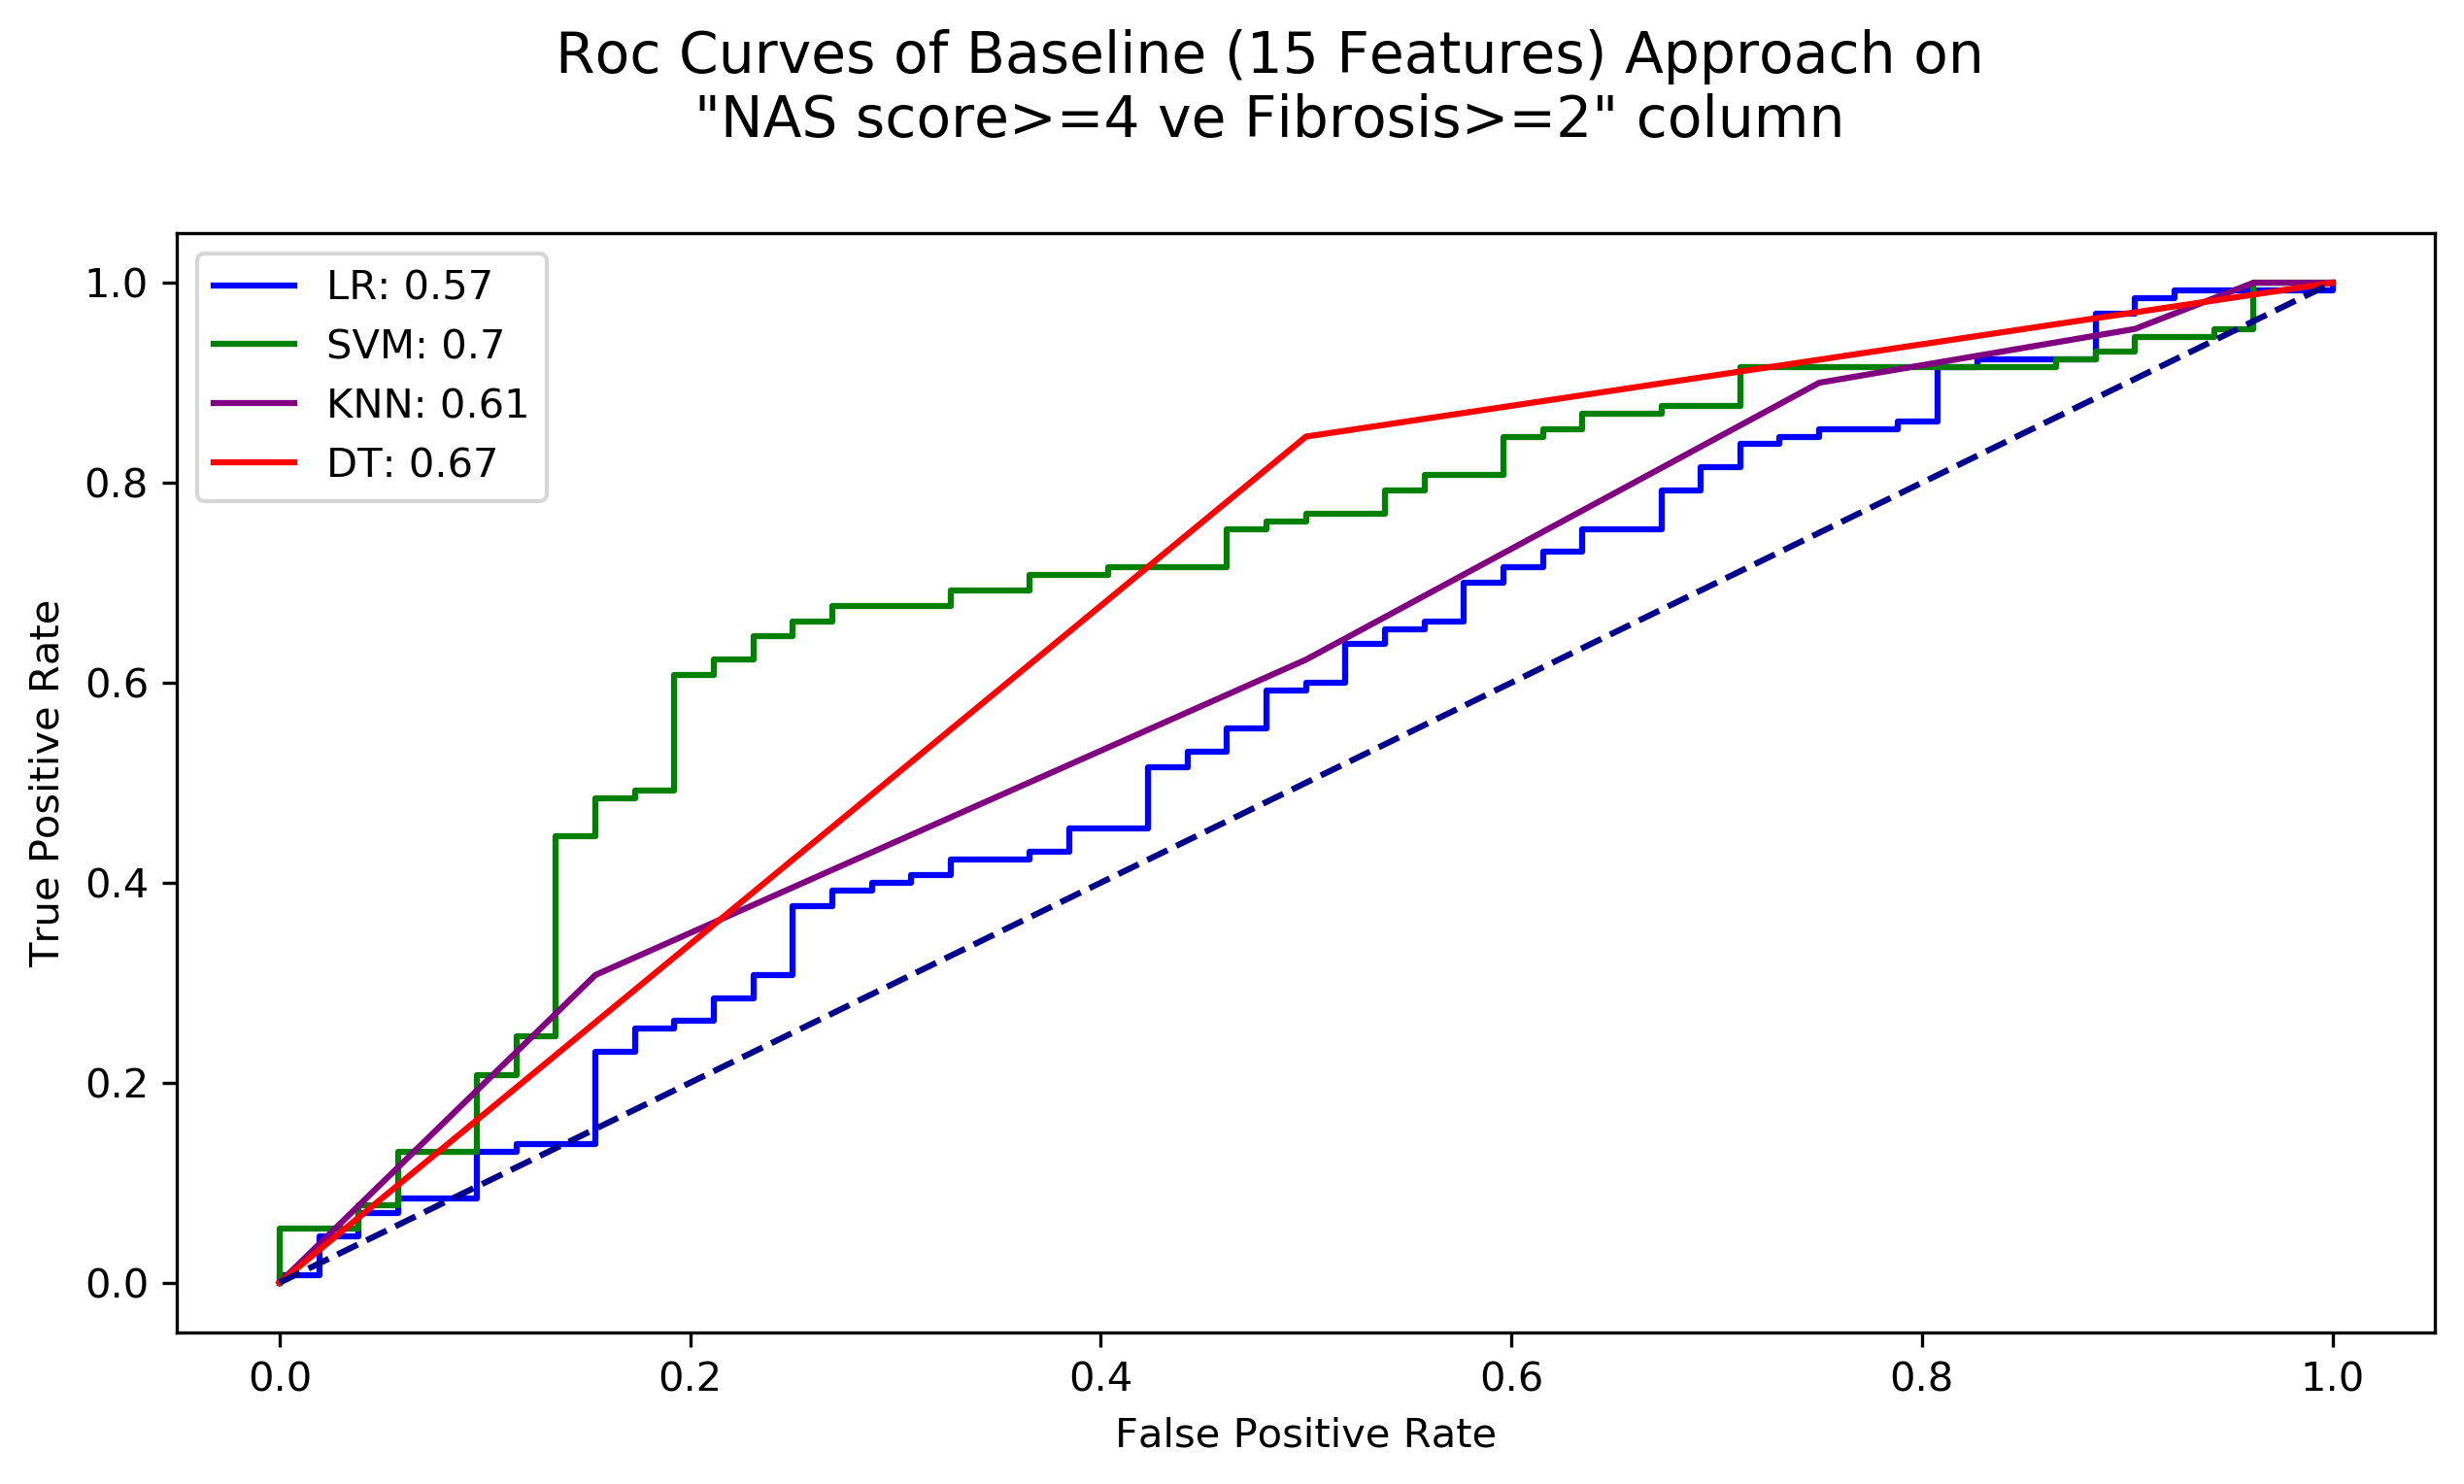 Roc Curves of Baseline (15 Features) Approach on
"NAS score>=4 ve Fibrosis>=2" column
LR: 0.57
SVM: 0.7
KNN: 0.61
DT: 0.67
True Positive Rate
1.0
0.8
0.6
0.4
0.2
0.0
0.0 0.2 0.4 0.6 0.8 1.0
False Positive Rate